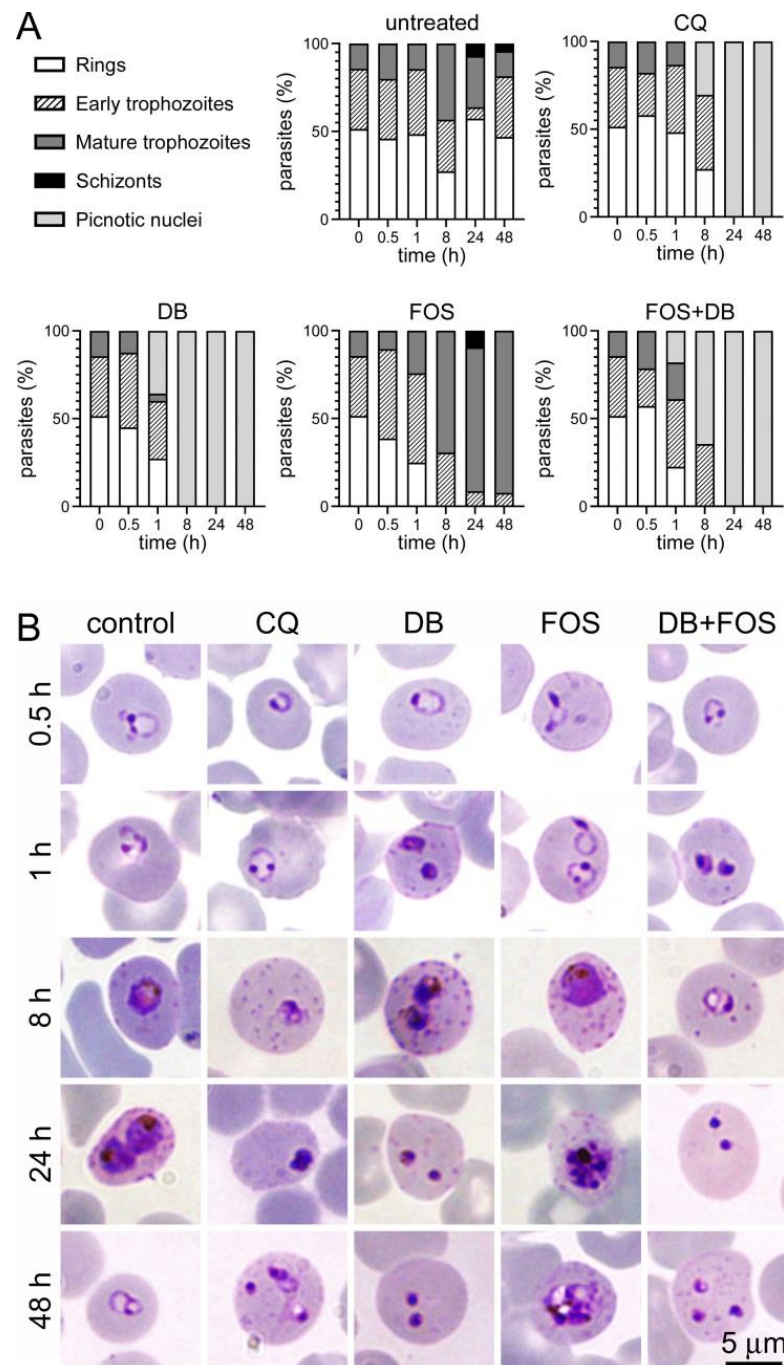 A
Rings
Early trophozoites
Mature trophozoites
Schizonts
Picnotic nuclei
untreated
parasites (%)
100
50
0
0 0.5 1 8 24 48
time (h)
CQ
parasites (%)
100
50
0
0 0.5 1 8 24 48
time (h)
DB
parasites (%)
100
50
0
0 0.5 1 8 24 48
time (h)
FOS
parasites (%)
100
50
0
0 0.5 1 8 24 48
time (h)
FOS+DB
parasites (%)
100
50
0
0 0.5 1 8 24 48
time (h)
B
control CQ DB FOS DB+FOS
0.5 h
1 h
8 h
24 h
48 h
5 µm